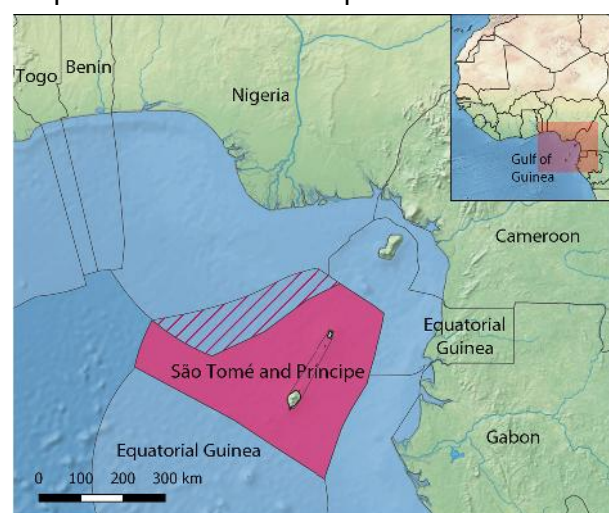 Togo
Benin
Nigeria
Gulf of
Guinea
Cameroon
Equatorial
Guinea
São Tomé and Príncipe
Equatorial Guinea
Gabon
0 100 200 300 km